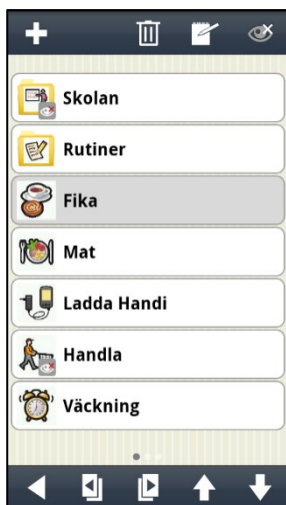 Skolan
Rutiner
Fika
Mat
Ladda Handi
Handla
Väckning